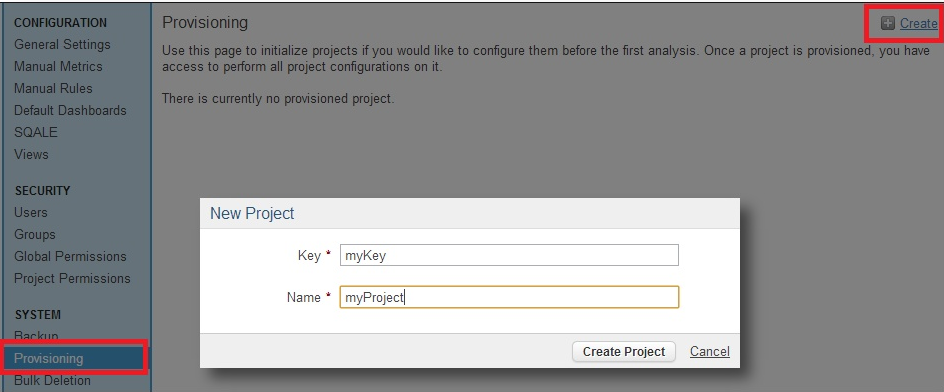 CONFIGURATION
General Settings
Manual Metrics
Manual Rules
Default Dashboards
SQALE
Views
SECURITY
Users
Groups
Global Permissions
Project Permissions
SYSTEM
Backup
Provisioning
Bulk Deletion
Provisioning
Create
Use this page to initialize projects if you would like to configure them before the first analysis. Once a project is provisioned, you have
access to perform all project configurations on it.
There is currently no provisioned project.
New Project
Key * myKey
Name * myProject
Create Project Cancel